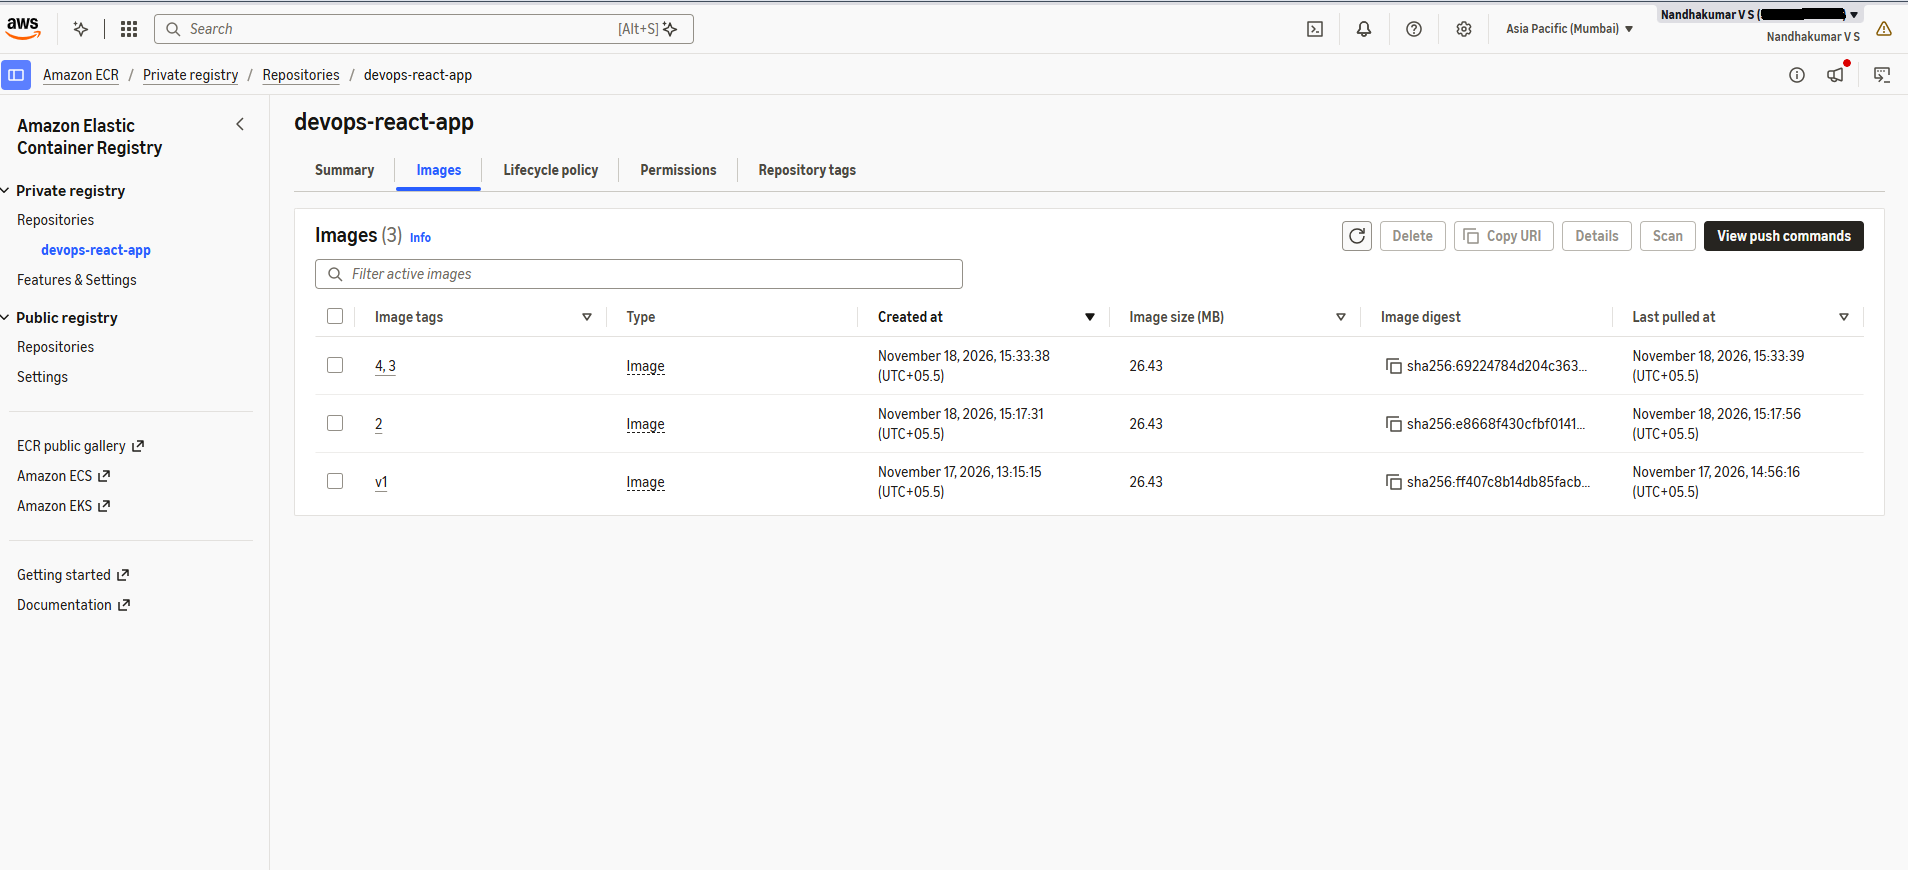 aws
Search [Alt+S]
Asia Pacific (Mumbai)
Nandhakumar V S (
Nandhakumar V S
Amazon ECR / Private registry / Repositories / devops-react-app
Amazon Elastic
Container Registry
Private registry
Repositories
devops-react-app
Features & Settings
Public registry
Repositories
Settings
ECR public gallery
Amazon ECS
Amazon EKS
Getting started
Documentation
devops-react-app
Summary Images Lifecycle policy Permissions Repository tags
Images (3) Info
Delete Copy URI Details Scan View push commands
Filter active images
Image tags Type Created at Image size (MB) Image digest Last pulled at
4, 3 Image November 18, 2026, 15:33:38 (UTC+05.5) 26.43 sha256:69224784d204c363... November 18, 2026, 15:33:39 (UTC+05.5)
2 Image November 18, 2026, 15:17:31 (UTC+05.5) 26.43 sha256:e8668f430cfbf0141... November 18, 2026, 15:17:56 (UTC+05.5)
v1 Image November 17, 2026, 13:15:15 (UTC+05.5) 26.43 sha256:ff407c8b14db85facb... November 17, 2026, 14:56:16 (UTC+05.5)